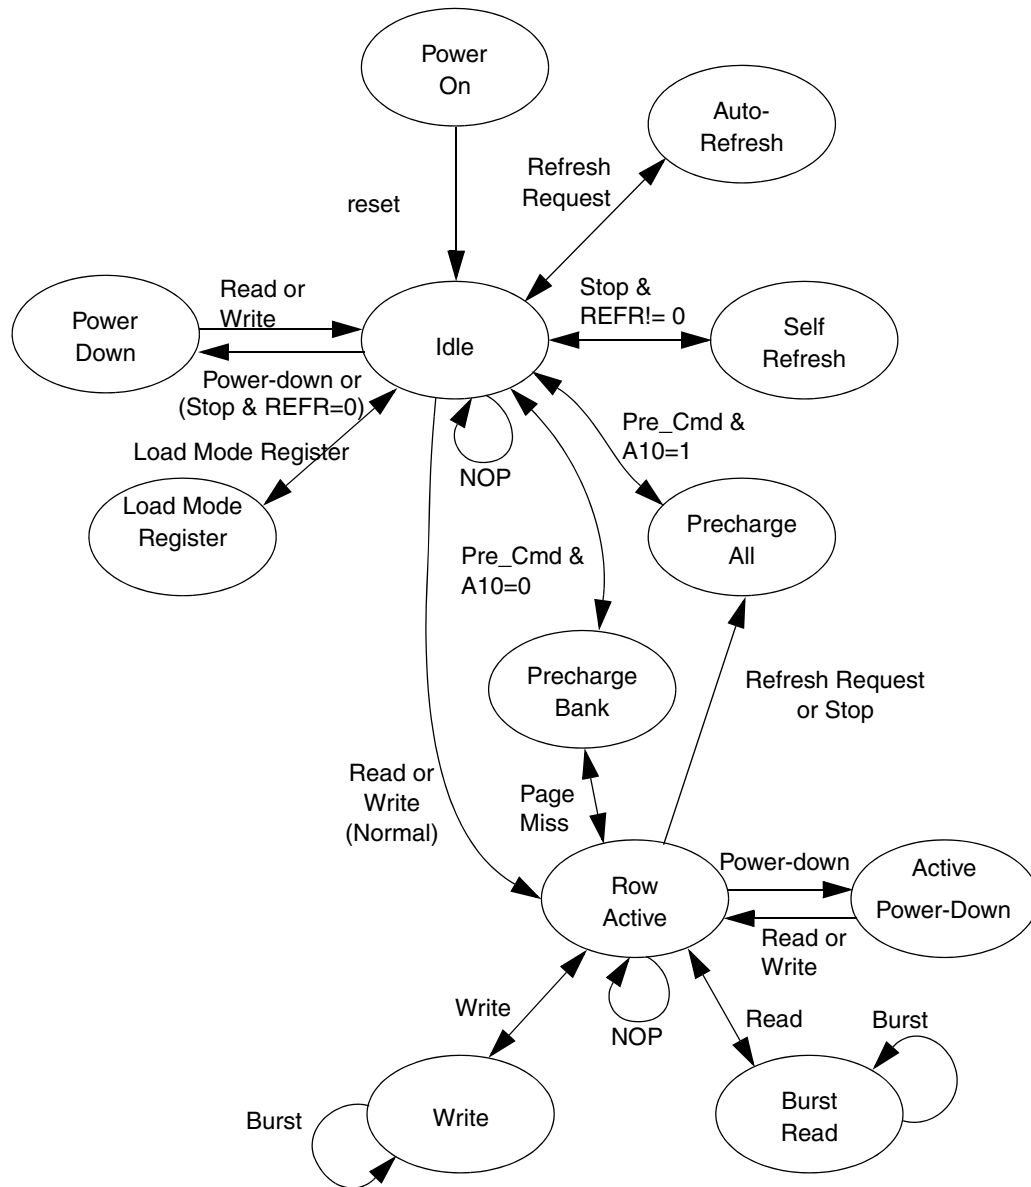 Power
On
Auto-
Refresh
Refresh
Request
reset
Stop &
REFR!= 0
Read or
Write
Power
Down
Idle
Self
Refresh
Power-down or
(Stop & REFR=0)
Pre_Cmd &
A10=1
Load Mode Register
NOP
Load Mode
Register
Precharge
All
Pre_Cmd &
A10=0
Precharge
Bank
Refresh Request
or Stop
Read or
Write
(Normal)
Page
Miss
Power-down
Active
Power-Down
Row
Active
Read or
Write
Write
NOP
Read
Burst
Burst
Write
Burst
Read